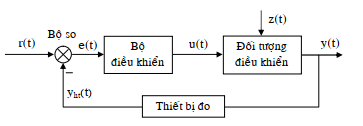 z(t)
Bộ so
r(t)
e(t)
Bộ
điều khiển
u(t)
Đối tượng
điều khiển
y(t)
yht(t)
Thiết bị đo